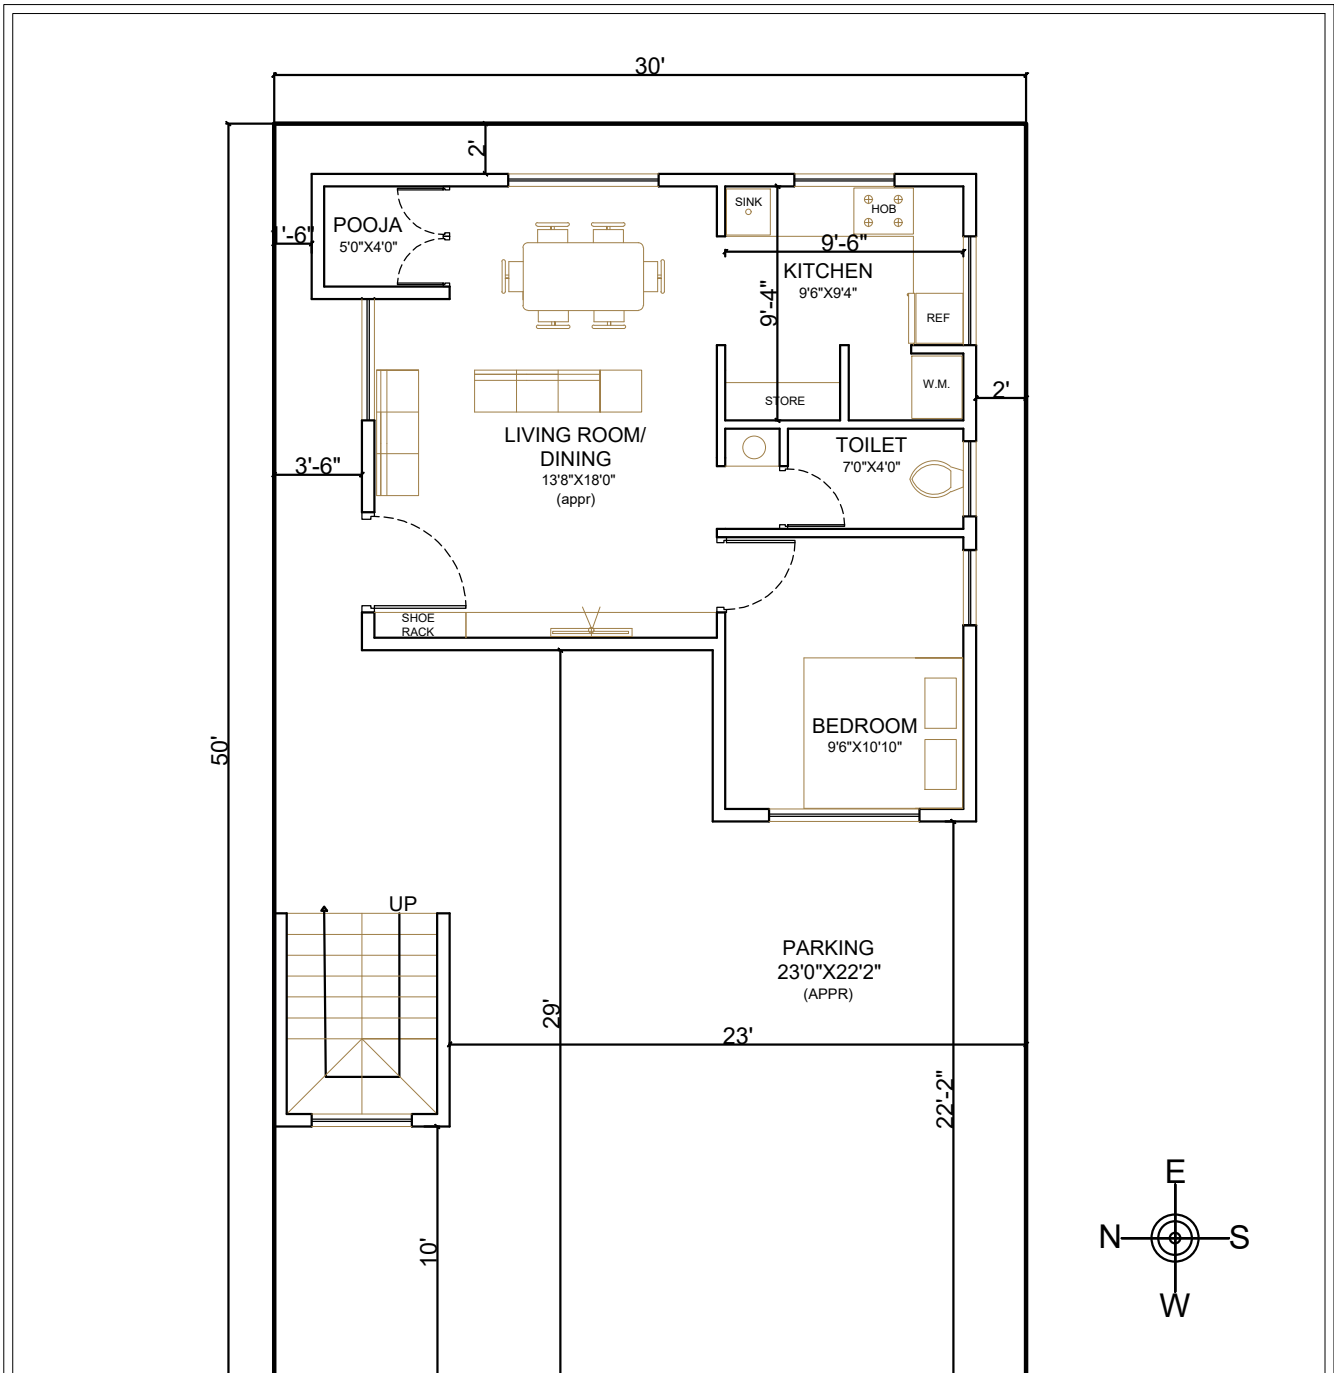 30'
2'
SINK
HOB
POOJA
5'0"X4'0"
1'-6"
9'-6"
KITCHEN
9'6"X9'4"
9'-4"
REF
W.M.
2'
STORE
LIVING ROOM/
DINING
13'8"X18'0"
(appr)
TOILET
7'0"X4'0"
3'-6"
SHOE
RACK
BEDROOM
9'6"X10'10"
50'
UP
PARKING
23'0"X22'2"
(APPR)
29'
23'
22'-2"
10'
E
N
S
W